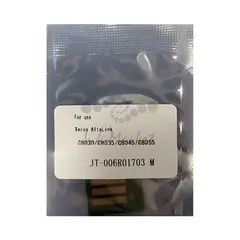 For use
Xerox AltaLink
C8030/C8035/C8045/C8055
JT-006R01703 M